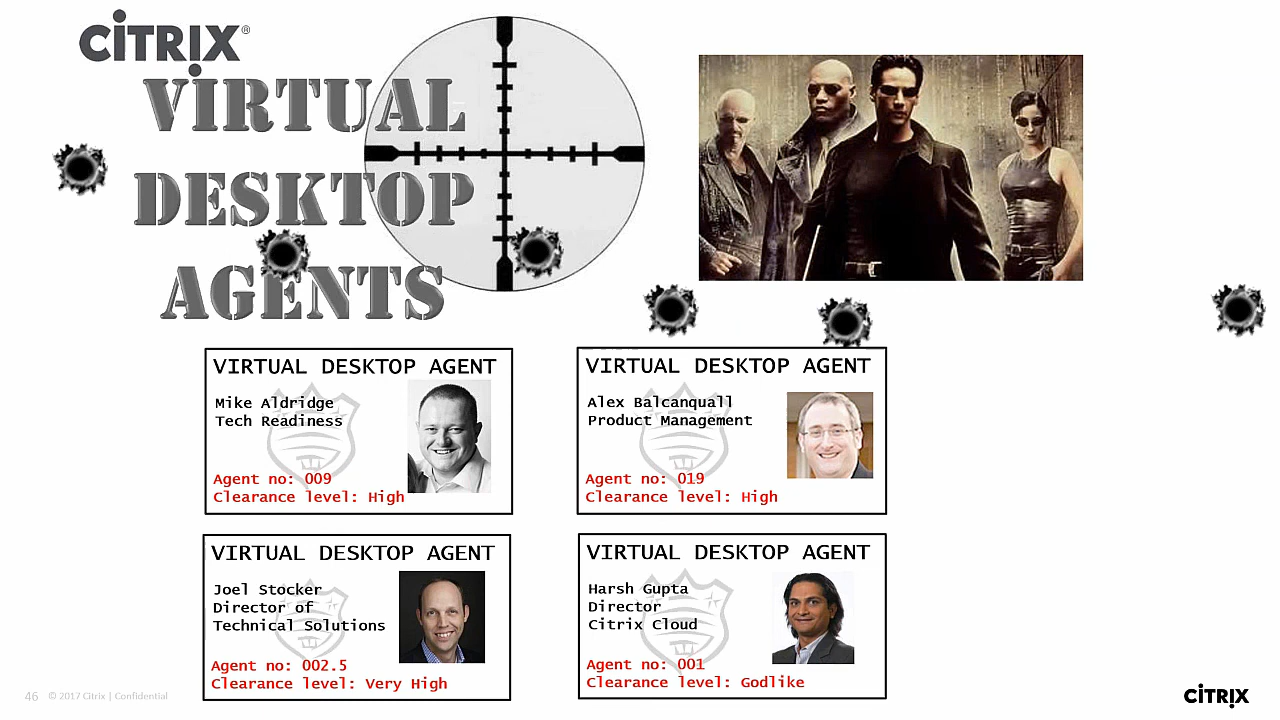 CiTRIX®
VIRTUAL
DESKTOP
AGENTS
VIRTUAL DESKTOP AGENT
Mike Aldridge
Tech Readiness
Agent no: 009
Clearance level: High
VIRTUAL DESKTOP AGENT
Alex Balcanquall
Product Management
Agent no: 019
Clearance level: High
VIRTUAL DESKTOP AGENT
Joel Stocker
Director of
Technical Solutions
Agent no: 002.5
Clearance level: Very High
VIRTUAL DESKTOP AGENT
Harsh Gupta
Director
Citrix Cloud
Agent no: 001
Clearance level: Godlike
46 © 2017 Citrix | Confidential
CiTRIX